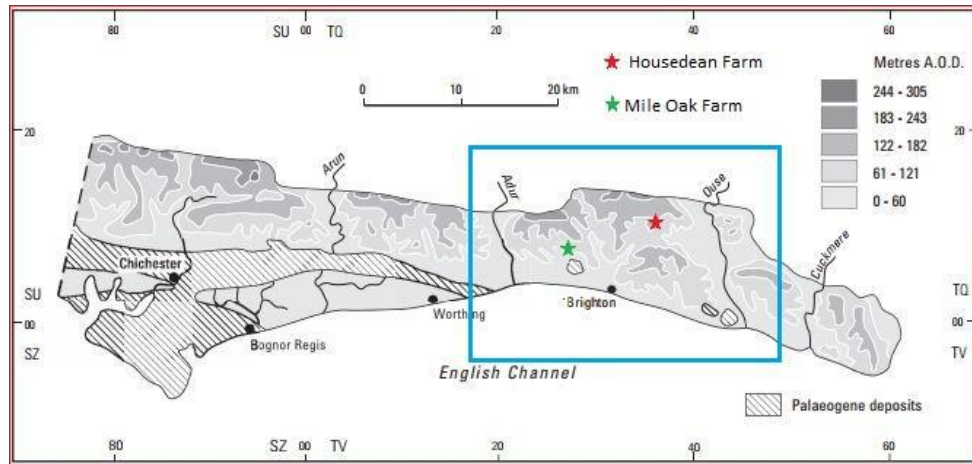 80 SU 00 TQ 20 40 60
Housedean Farm
Mile Oak Farm
0 10 20 km
Metres A.O.D.
244 - 305
183 - 243
122 - 182
61 - 121
0 - 60
20 20
Arun
Adur
Ouse
Cuckmere
Chichester
Worthing
Brighton
Bognor Regis
SU TQ
00 00
SZ TV
English Channel
Palaeogene deposits
80 SZ 00 TV 20 40 60